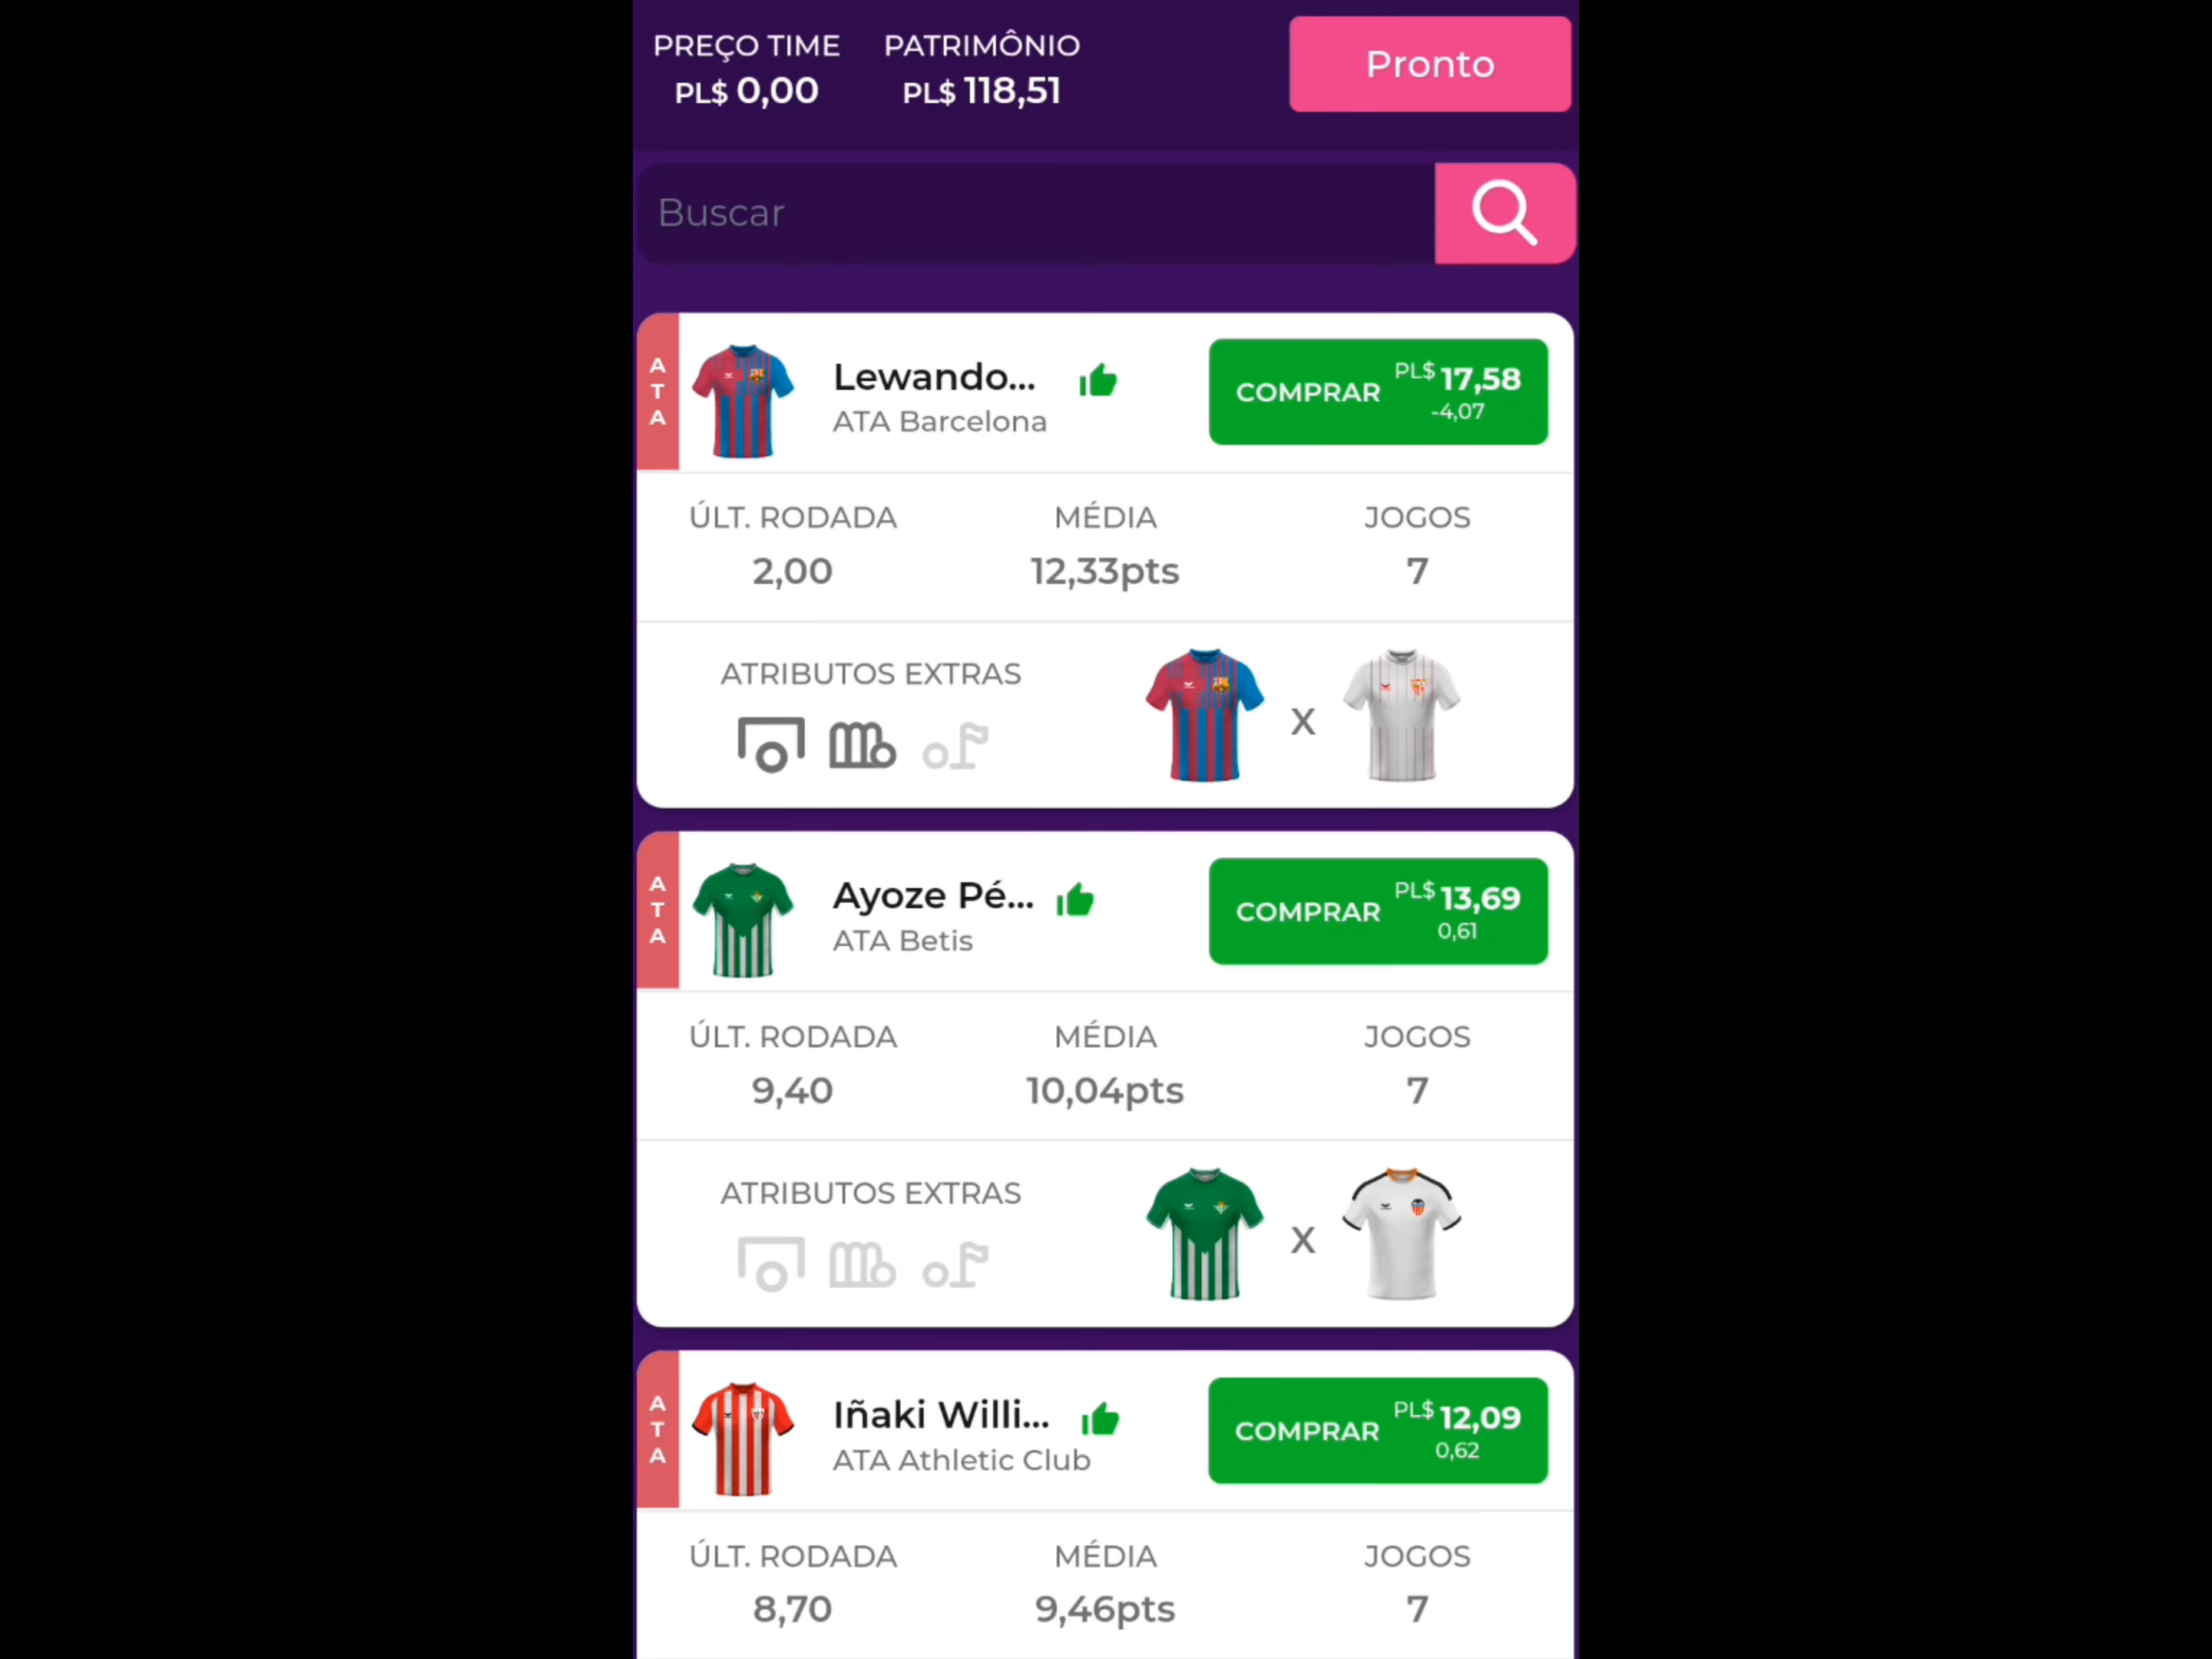 PREÇO TIME PATRIMÔNIO
PL$ 0,00 PL$ 118,51
Pronto
Buscar
ATA
Lewando...
ATA Barcelona
COMPRAR PL$ 17,58
-4,07
ÚLT. RODADA MÉDIA JOGOS
2,00 12,33pts 7
ATRIBUTOS EXTRAS
X
ATA
Ayoze Pé...
ATA Betis
COMPRAR PL$ 13,69
0,61
ÚLT. RODADA MÉDIA JOGOS
9,40 10,04pts 7
ATRIBUTOS EXTRAS
X
ATA
Iñaki Willi...
ATA Athletic Club
COMPRAR PL$ 12,09
0,62
ÚLT. RODADA MÉDIA JOGOS
8,70 9,46pts 7